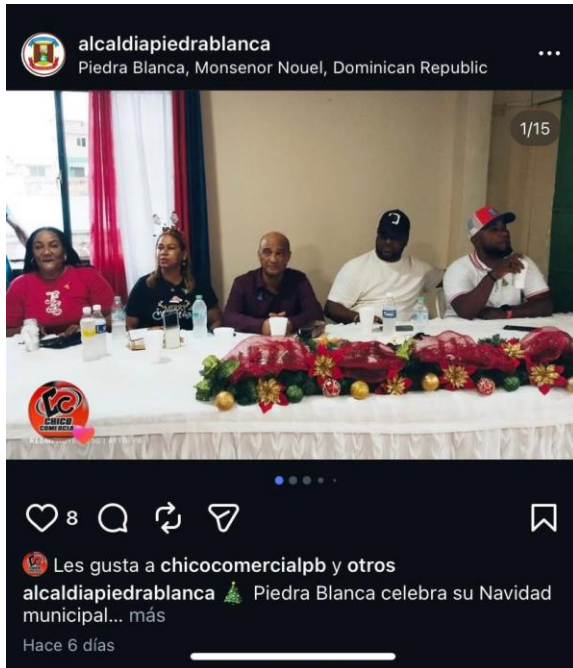 alcaldiapiedrablanca
Piedra Blanca, Monsenor Nouel, Dominican Republic
1/15
CHICO
COMERCIAL
8
Les gusta a chicocomercialpb y otros
alcaldiapiedrablanca 🎄 Piedra Blanca celebra su Navidad
municipal... más
Hace 6 días